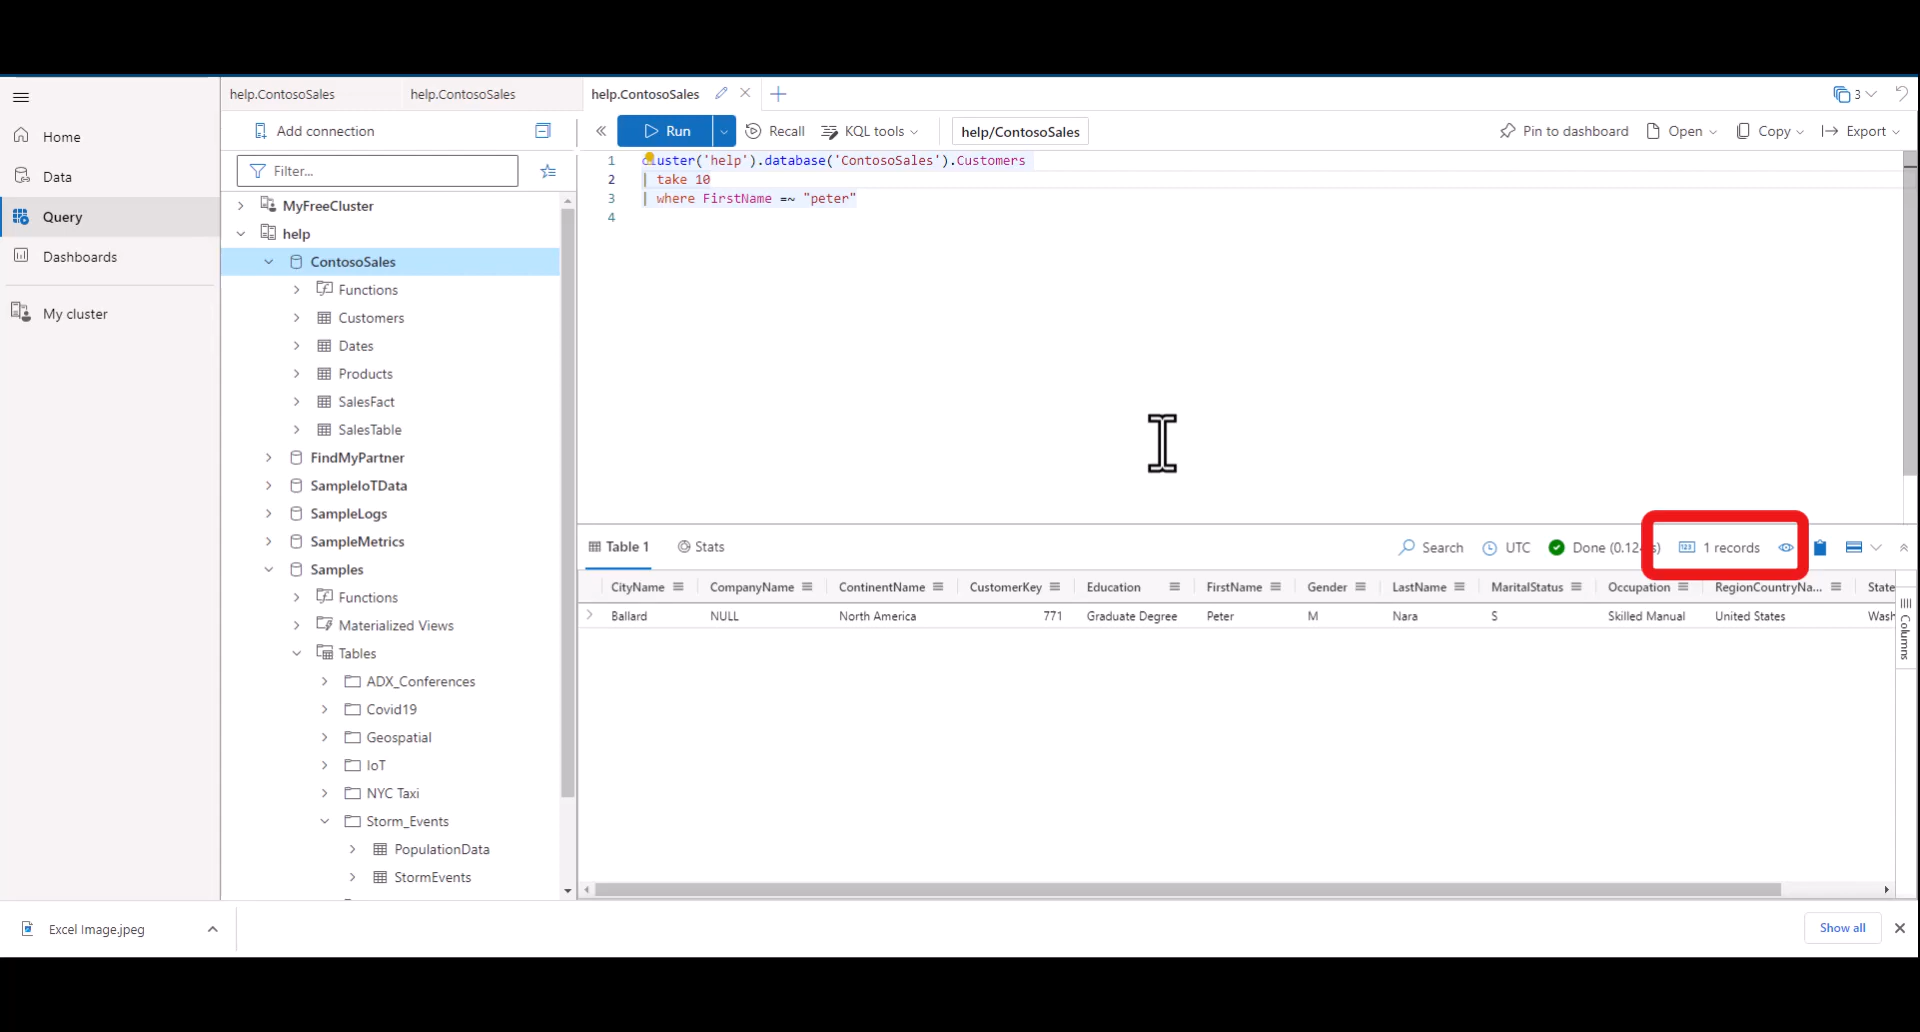 help.ContosoSales
help.ContosoSales
help.ContosoSales
3
Home
Data
Query
Dashboards
My cluster
Add connection
Filter...
MyFreeCluster
help
ContosoSales
Functions
Customers
Dates
Products
SalesFact
SalesTable
FindMyPartner
SampleIoTData
SampleLogs
SampleMetrics
Samples
Functions
Materialized Views
Tables
ADX_Conferences
Covid19
Geospatial
IoT
NYC Taxi
Storm_Events
PopulationData
StormEvents
Run Recall KQL tools help/ContosoSales Pin to dashboard Open Copy Export
1 cluster('help').database('ContosoSales').Customers
2 | take 10
3 | where FirstName =~ "peter"
4
Table 1 Stats Search UTC Done 1 records
CityName CompanyName ContinentName CustomerKey Education FirstName Gender LastName MaritalStatus Occupation RegionCountryNa... State
Ballard NULL North America 771 Graduate Degree Peter M Nara S Skilled Manual United States Wash
Columns
Excel Image.jpeg Show all